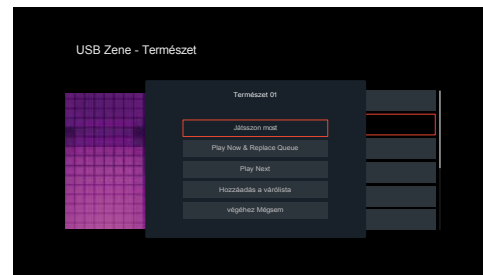 USB Zene - Természet
Természet 01
Játsszon most
Play Now & Replace Queue
Play Next
Hozzáadás a várólista
végéhez Mégsem